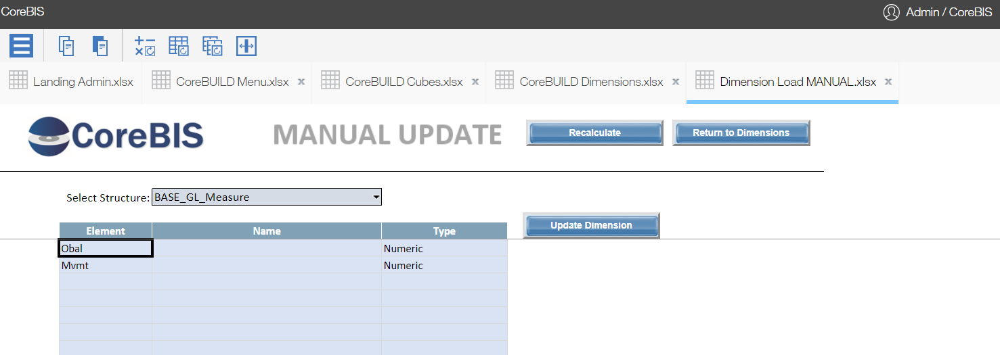 CoreBIS
Admin / CoreBIS
Landing Admin.xlsx
CoreBUILD Menu.xlsx
CoreBUILD Cubes.xlsx
CoreBUILD Dimensions.xlsx
Dimension Load MANUAL.xlsx
CoreBIS
MANUAL UPDATE
Recalculate
Return to Dimensions
Select Structure: BASE_GL_Measure
Update Dimension
Element Name Type
Obal Numeric
Mvmt Numeric